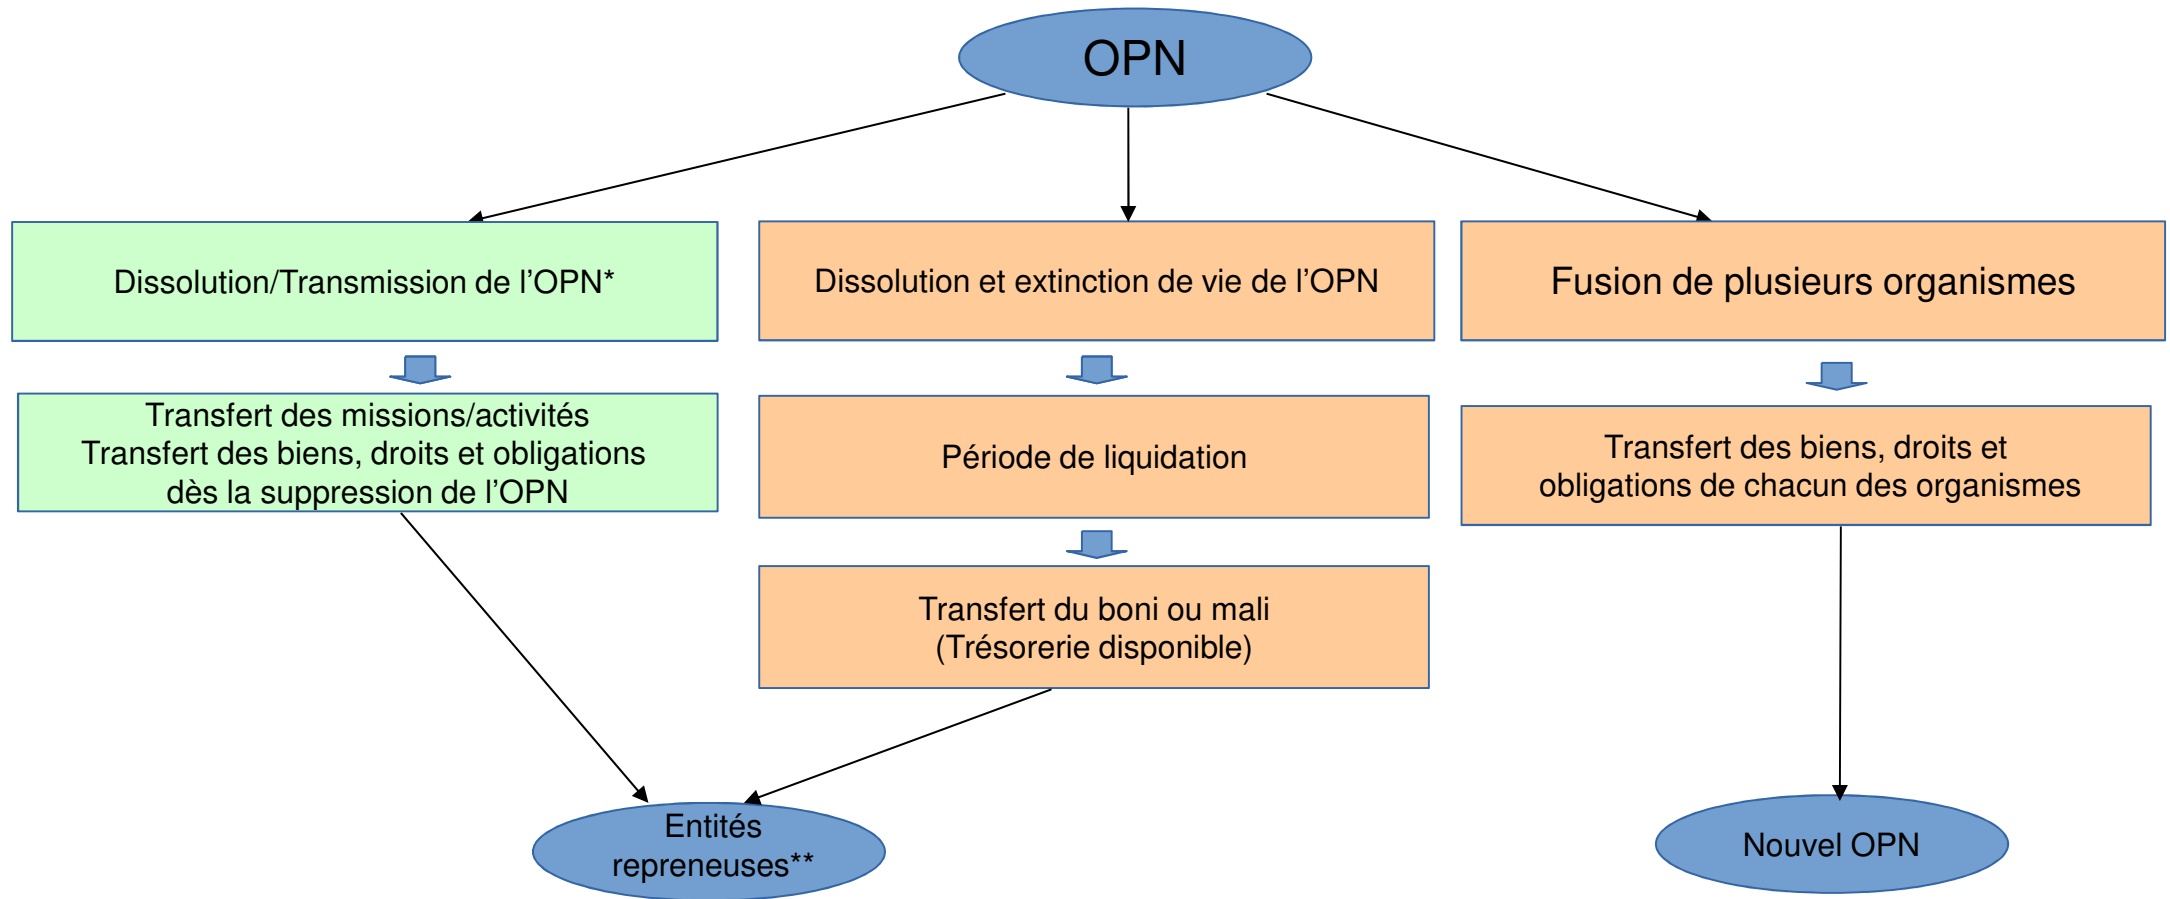 OPN
Dissolution/Transmission de l’OPN*
Dissolution et extinction de vie de l’OPN
Fusion de plusieurs organismes
Transfert des missions/activités
Transfert des biens, droits et obligations
dès la suppression de l’OPN
Période de liquidation
Transfert des biens, droits et
obligations de chacun des organismes
Transfert du boni ou mali
(Trésorerie disponible)
Entités
repreneuses**
Nouvel OPN